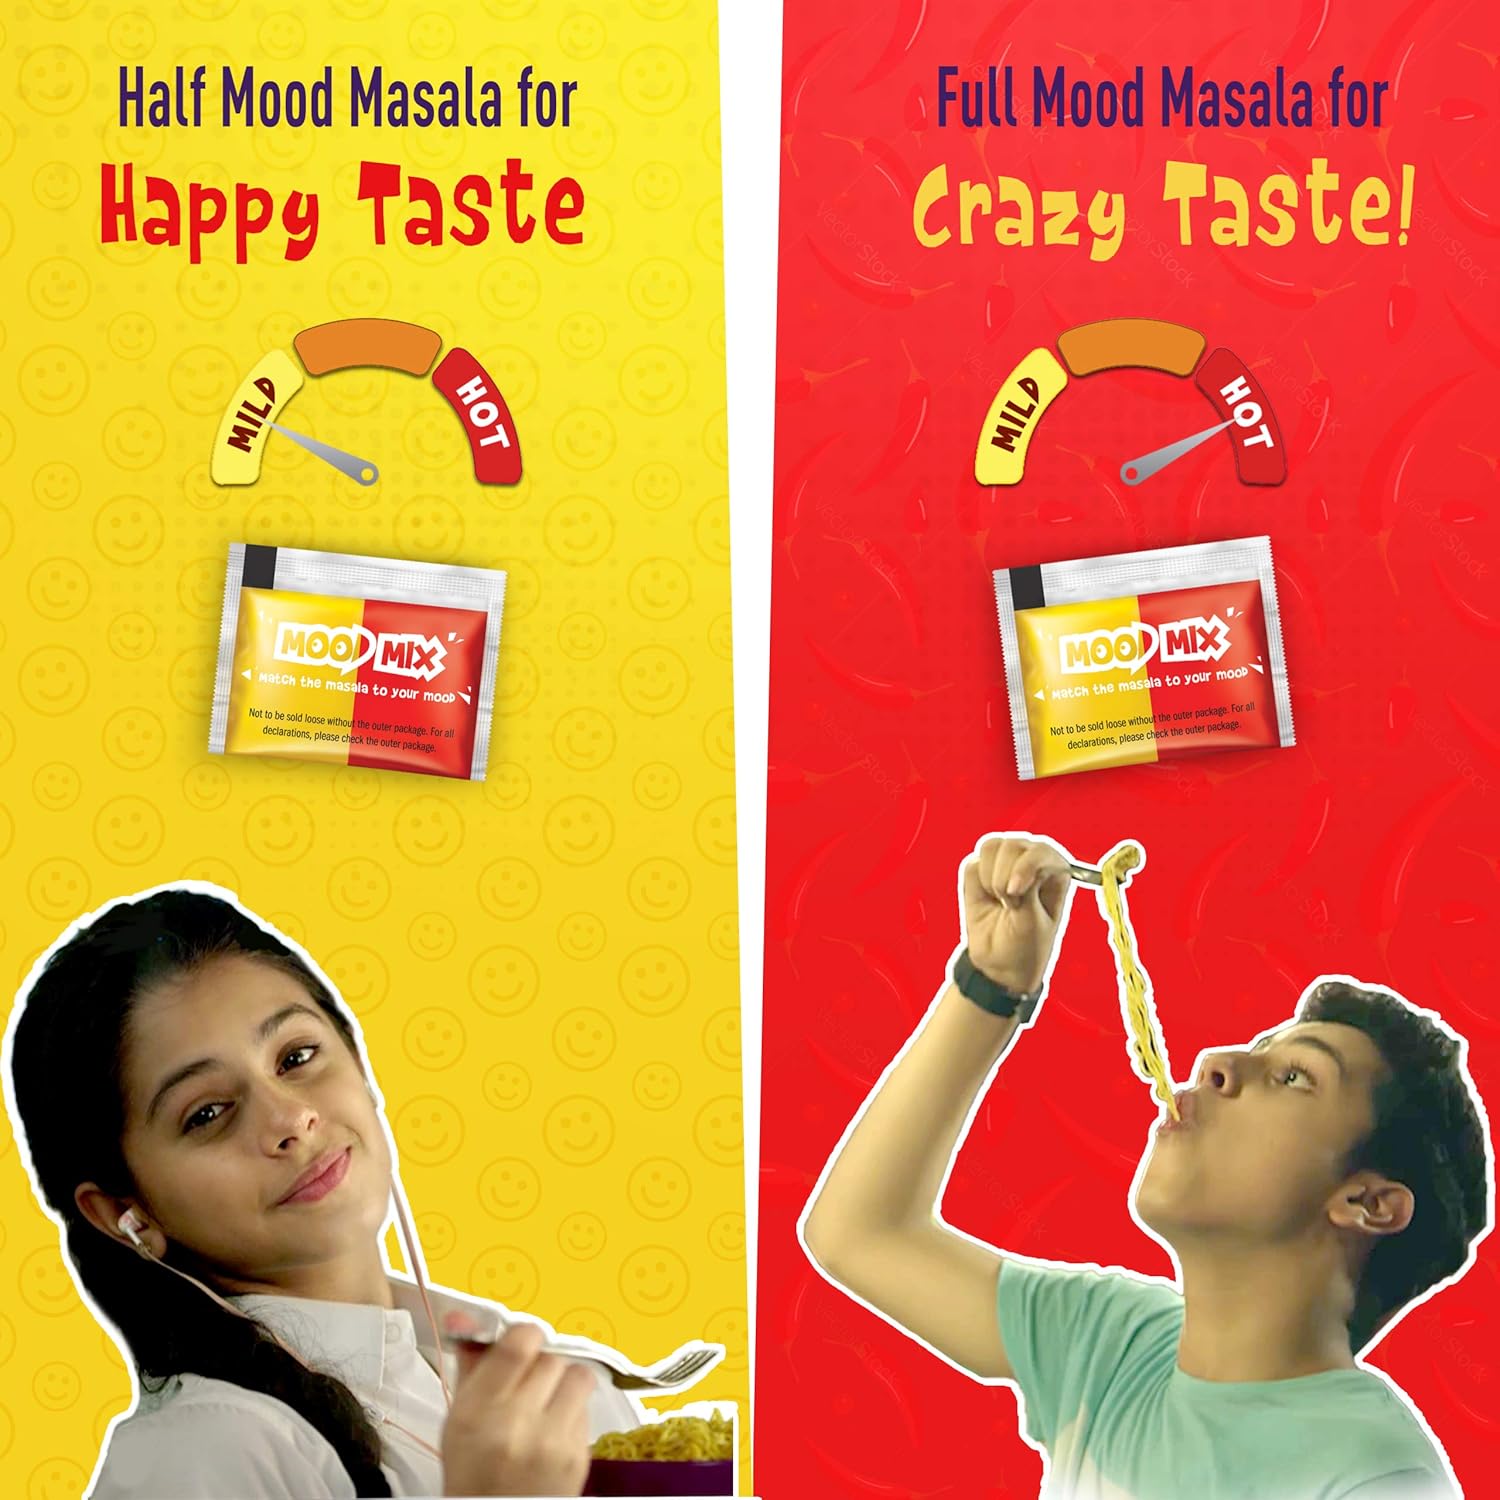 Half Mood Masala for
Happy Taste
MILD
HOT
MOOD MIX
Match the masala to your mood
Not to be sold loose without the outer package. For all
declarations, please check the outer package.
Full Mood Masala for
Crazy Taste!
MILD
HOT
MOOD MIX
Match the masala to your mood
Not to be sold loose without the outer package. For all
declarations, please check the outer package.
VectorStock